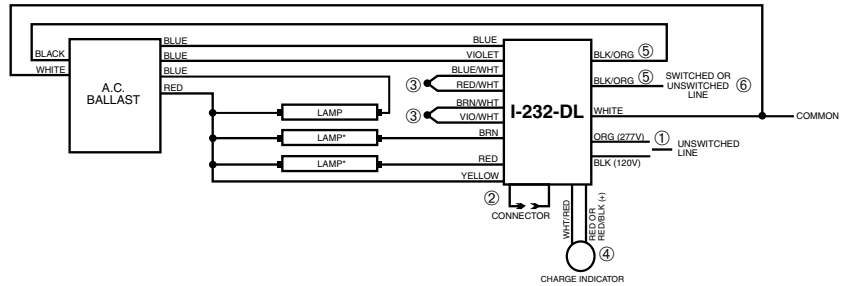 BLACK
WHITE
A.C.
BALLAST
BLUE
BLUE
BLUE
RED
LAMP
LAMP*
LAMP*
BLUE
VIOLET
BLUE/WHT
③
RED/WHT
BRN/WHT
③
VIO/WHT
BRN
RED
YELLOW
I-232-DL
BLK/ORG ⑤
BLK/ORG ⑤
SWITCHED OR
UNSWITCHED ⑥
LINE
WHITE
COMMON
ORG (277V) ①
UNSWITCHED
LINE
BLK (120V)
②
CONNECTOR
WHT/RED
RED OR
RED/BLK (+)
④
CHARGE INDICATOR